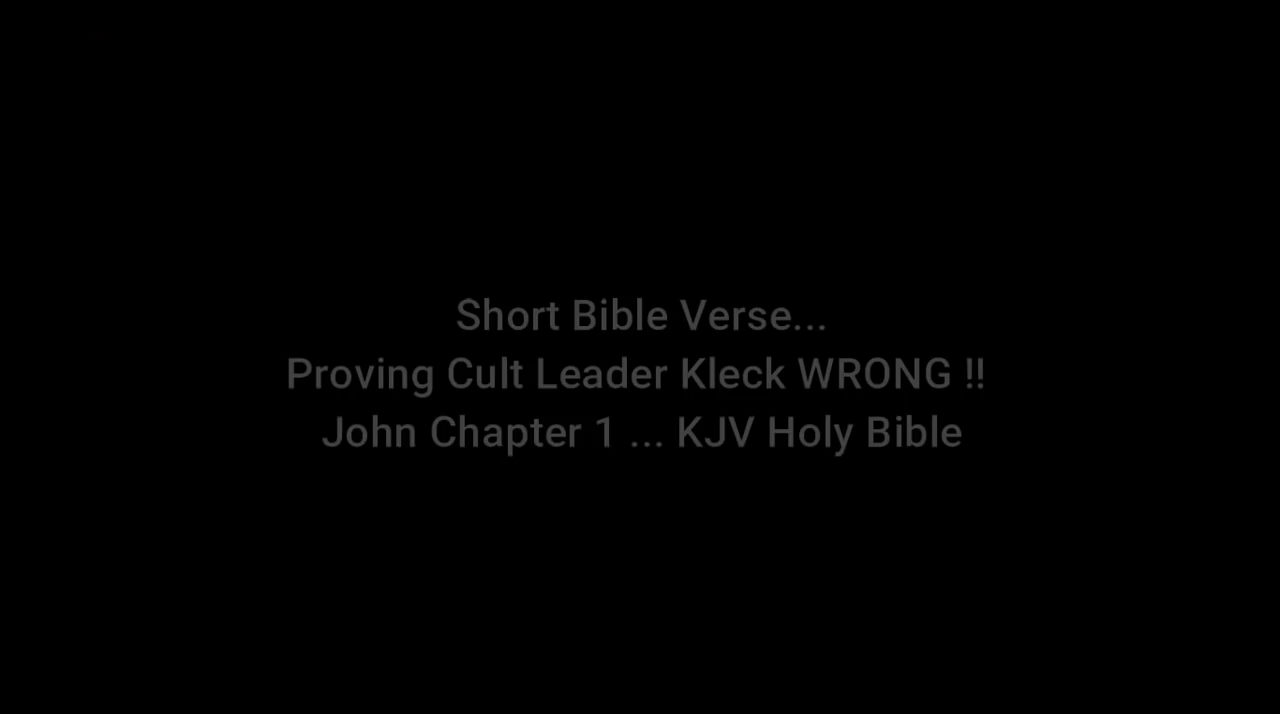 Short Bible Verse...
Proving Cult Leader Kleck WRONG !!
John Chapter 1 ... KJV Holy Bible